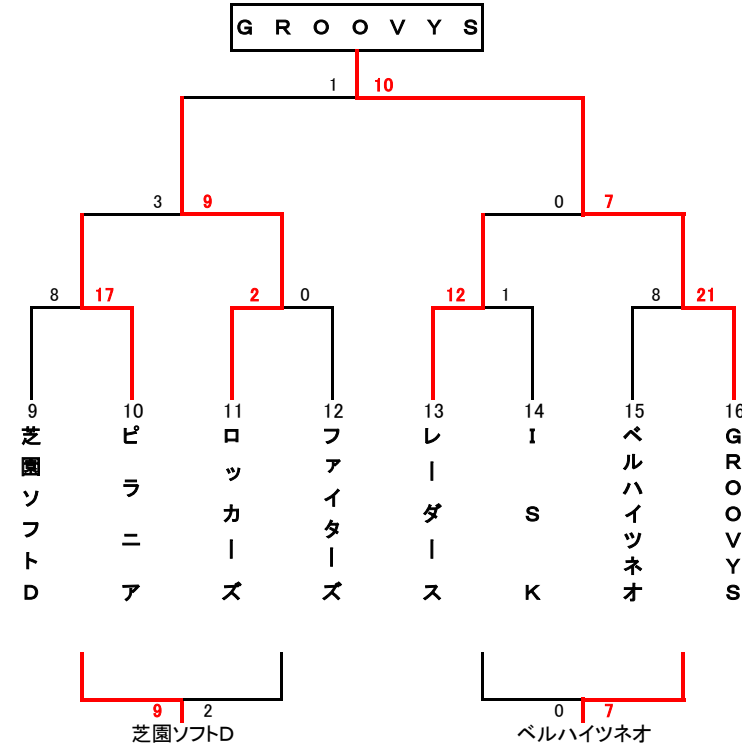 ＧＲＯＯＶＹＳ
1 10
3 9 0 7
8 17 2 0 12 1 8 21
9 10 11 12 13 14 15 16
芝園ソフトＤ
ピラニア
ロッカーズ
ファイターズ
レーダース
ＩＳＫ
ベルハイツネオ
ＧＲＯＯＶＹＳ
9 2 0 7
芝園ソフトD ベルハイツネオ